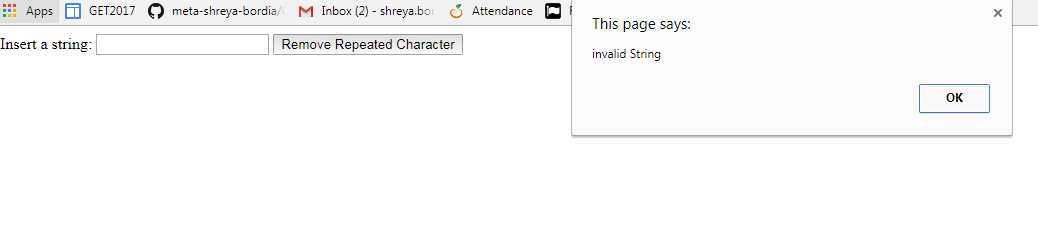 Apps GET2017 meta-shreya-bordia/ Inbox (2) - shreya.bor Attendance
This page says:
invalid String
OK
Insert a string: Remove Repeated Character